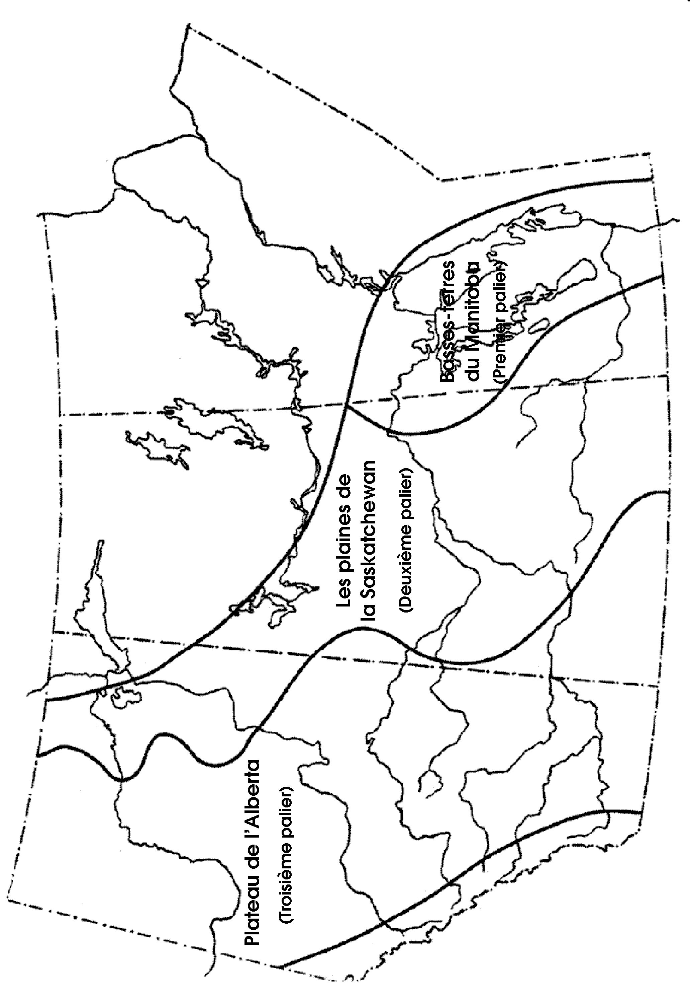 Plateau de l'Alberta
(Troisième palier)
Les plaines de
la Saskatchewan
(Deuxième palier)
Basses-terres
du Manitoba
(Premier palier)